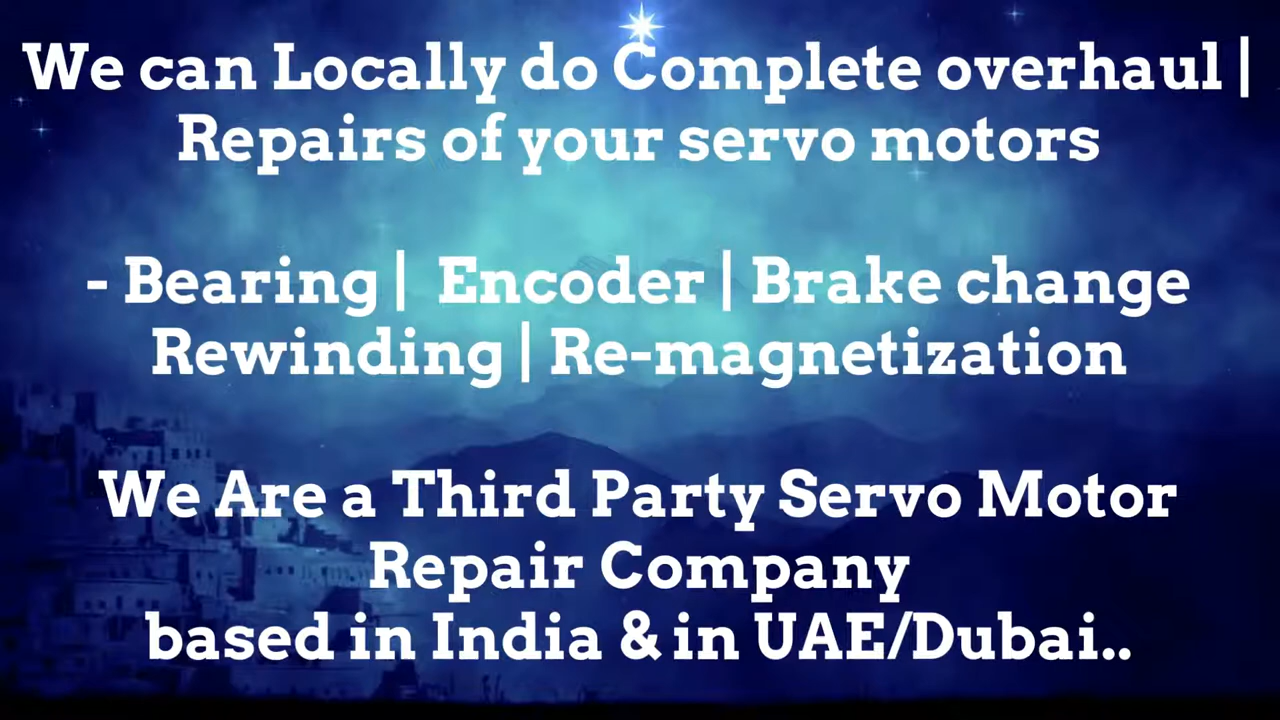 We can Locally do Complete overhaul |
Repairs of your servo motors
- Bearing | Encoder | Brake change
Rewinding | Re-magnetization
We Are a Third Party Servo Motor
Repair Company
based in India & in UAE/Dubai..